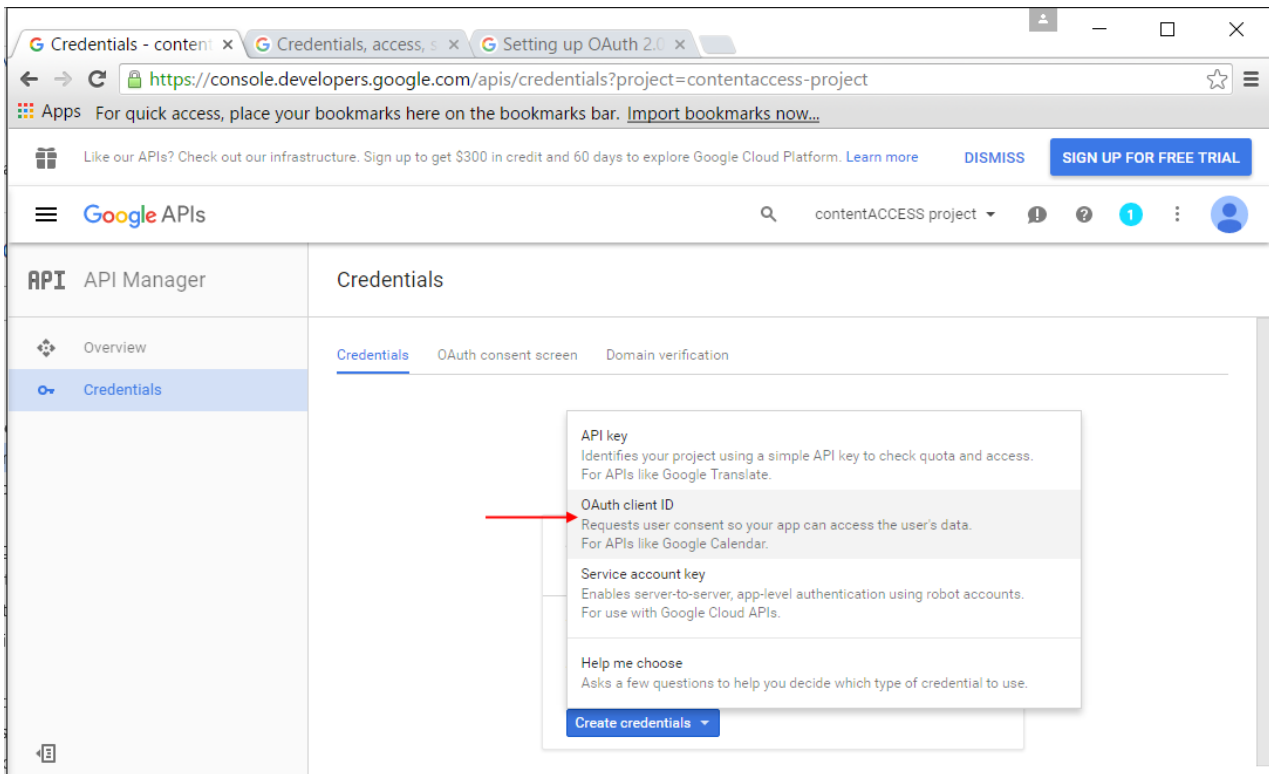 Credentials - content
Credentials, access, s
Setting up OAuth 2.0
https://console.developers.google.com/apis/credentials?project=contentaccess-project
Apps For quick access, place your bookmarks here on the bookmarks bar. Import bookmarks now...
Like our APIs? Check out our infrastructure. Sign up to get $300 in credit and 60 days to explore Google Cloud Platform. Learn more DISMISS SIGN UP FOR FREE TRIAL
Google APIs contentACCESS project 1
API API Manager
Credentials
Overview
Credentials
Credentials OAuth consent screen Domain verification
API key
Identifies your project using a simple API key to check quota and access.
For APIs like Google Translate.
OAuth client ID
Requests user consent so your app can access the user's data.
For APIs like Google Calendar.
Service account key
Enables server-to-server, app-level authentication using robot accounts.
For use with Google Cloud APIs.
Help me choose
Asks a few questions to help you decide which type of credential to use.
Create credentials